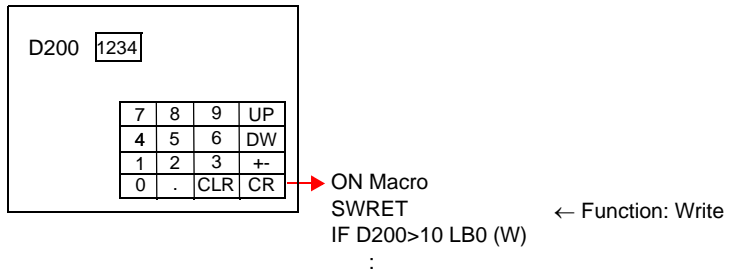 D200 1234
7 8 9 UP
4 5 6 DW
1 2 3 +-
0 . CLR CR
ON Macro
SWRET ← Function: Write
IF D200>10 LB0 (W)
: